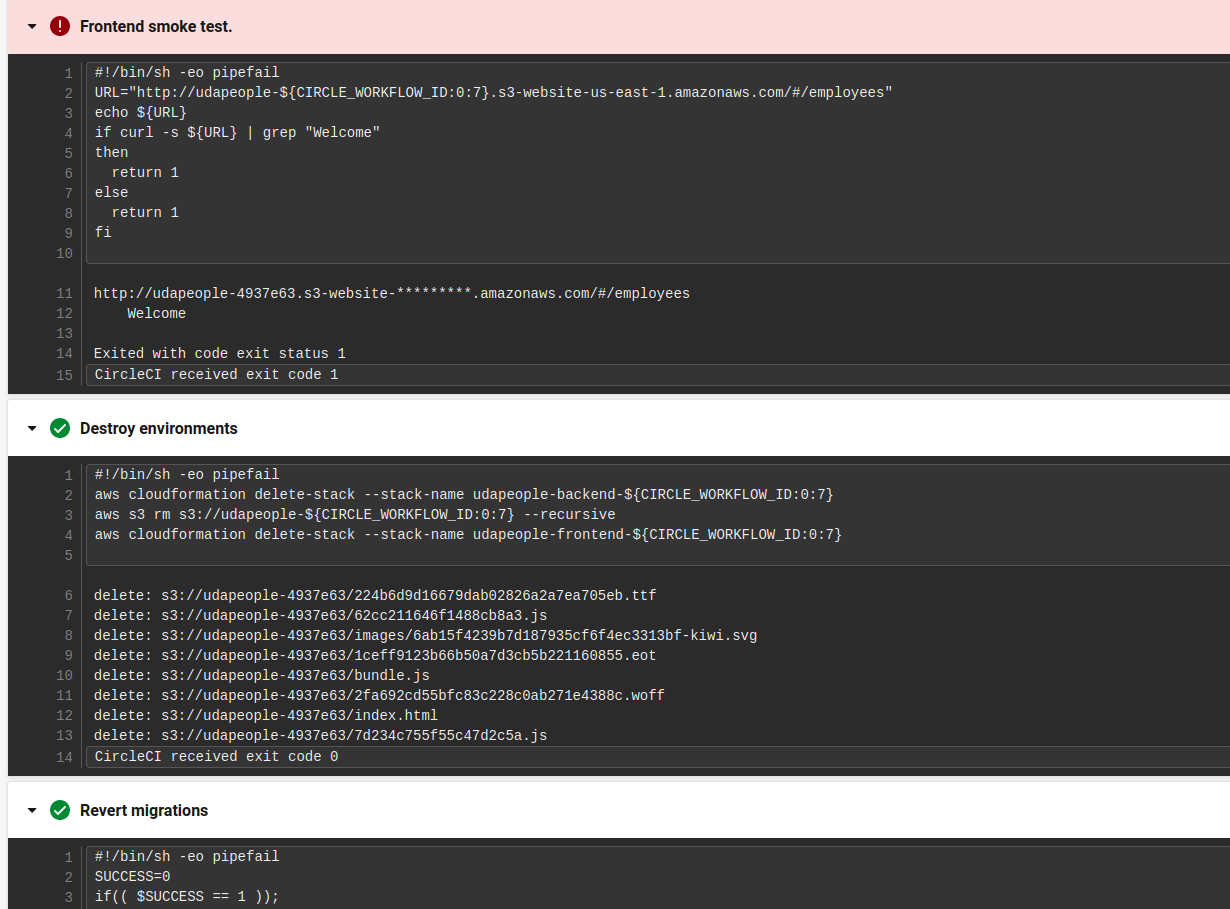 Frontend smoke test.
1 #!/bin/sh -eo pipefail
2 URL="http://udapeople-${CIRCLE_WORKFLOW_ID:0:7}.s3-website-us-east-1.amazonaws.com/#/employees"
3 echo ${URL}
4 if curl -s ${URL} | grep "Welcome"
5 then
6   return 1
7 else
8   return 1
9 fi
10
11 http://udapeople-4937e63.s3-website-*********.amazonaws.com/#/employees
12     Welcome
13
14 Exited with code exit status 1
15 CircleCI received exit code 1
Destroy environments
1 #!/bin/sh -eo pipefail
2 aws cloudformation delete-stack --stack-name udapeople-backend-${CIRCLE_WORKFLOW_ID:0:7}
3 aws s3 rm s3://udapeople-${CIRCLE_WORKFLOW_ID:0:7} --recursive
4 aws cloudformation delete-stack --stack-name udapeople-frontend-${CIRCLE_WORKFLOW_ID:0:7}
5
6 delete: s3://udapeople-4937e63/224b6d9d16679dab02826a2a7ea705eb.ttf
7 delete: s3://udapeople-4937e63/62cc211646f1488cb8a3.js
8 delete: s3://udapeople-4937e63/images/6ab15f4239b7d187935cf6f4ec3313bf-kiwi.svg
9 delete: s3://udapeople-4937e63/1ceff9123b66b50a7d3cb5b221160855.eot
10 delete: s3://udapeople-4937e63/bundle.js
11 delete: s3://udapeople-4937e63/2fa692cd55bfc83c228c0ab271e4388c.woff
12 delete: s3://udapeople-4937e63/index.html
13 delete: s3://udapeople-4937e63/7d234c755f55c47d2c5a.js
14 CircleCI received exit code 0
Revert migrations
1 #!/bin/sh -eo pipefail
2 SUCCESS=0
3 if(( $SUCCESS == 1 ));